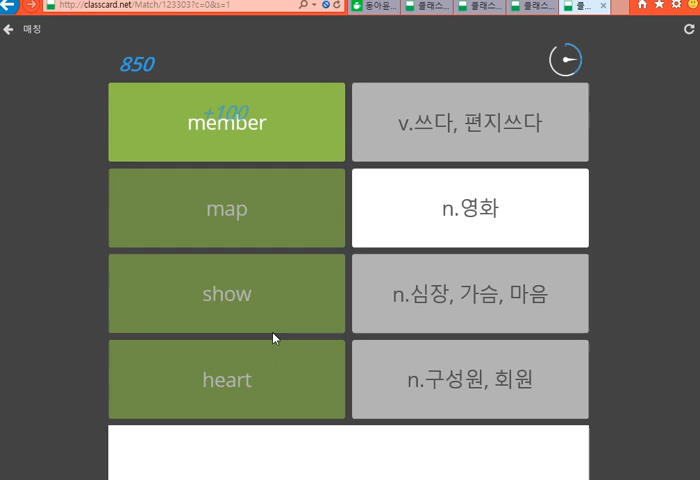 http://classcard.net/Match/123303?c=0&s=1
동아윤...
클래스...
클래스...
클래스...
클...
매칭
850
+100
member
v.쓰다, 편지쓰다
map
n.영화
show
n.심장, 가슴, 마음
heart
n.구성원, 회원